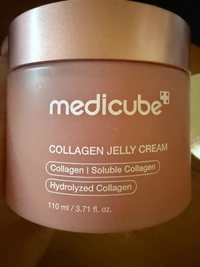 medicube
COLLAGEN JELLY CREAM
Collagen | Soluble Collagen
Hydrolyzed Collagen
110 ml / 3.71 fl. oz.